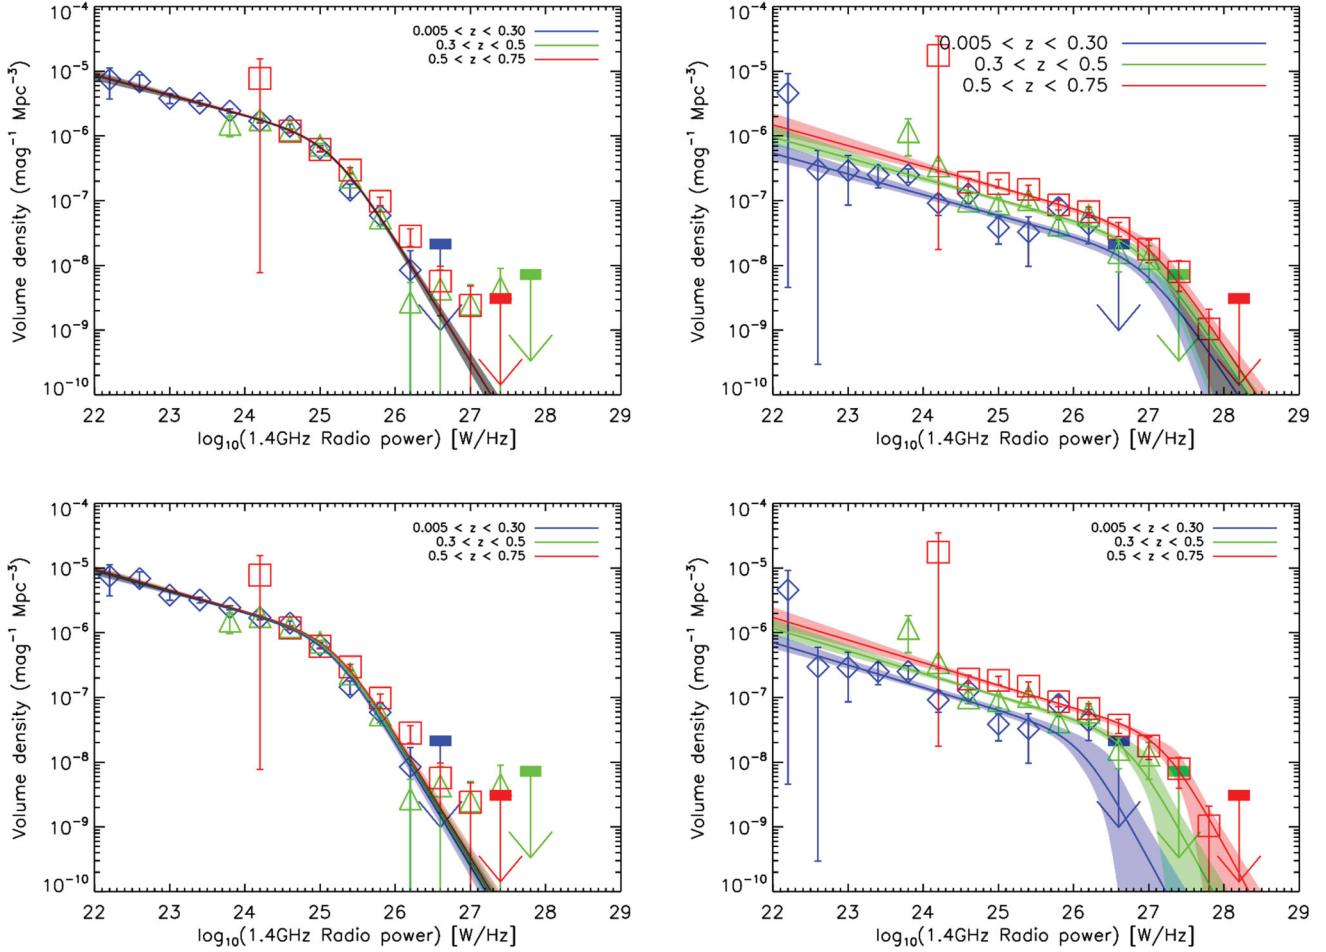 10⁻⁴
10⁻⁵
10⁻⁶
10⁻⁷
10⁻⁸
10⁻⁹
10⁻¹⁰
Volume density (mag⁻¹ Mpc⁻³)
0.005 < z < 0.30
0.3 < z < 0.5
0.5 < z < 0.75
22 23 24 25 26 27 28 29
log₁₀(1.4GHz Radio power) [W/Hz]
10⁻⁴
10⁻⁵
10⁻⁶
10⁻⁷
10⁻⁸
10⁻⁹
10⁻¹⁰
Volume density (mag⁻¹ Mpc⁻³)
0.005 < z < 0.30
0.3 < z < 0.5
0.5 < z < 0.75
22 23 24 25 26 27 28 29
log₁₀(1.4GHz Radio power) [W/Hz]
10⁻⁴
10⁻⁵
10⁻⁶
10⁻⁷
10⁻⁸
10⁻⁹
10⁻¹⁰
Volume density (mag⁻¹ Mpc⁻³)
0.005 < z < 0.30
0.3 < z < 0.5
0.5 < z < 0.75
22 23 24 25 26 27 28 29
log₁₀(1.4GHz Radio power) [W/Hz]
10⁻⁴
10⁻⁵
10⁻⁶
10⁻⁷
10⁻⁸
10⁻⁹
10⁻¹⁰
Volume density (mag⁻¹ Mpc⁻³)
0.005 < z < 0.30
0.3 < z < 0.5
0.5 < z < 0.75
22 23 24 25 26 27 28 29
log₁₀(1.4GHz Radio power) [W/Hz]